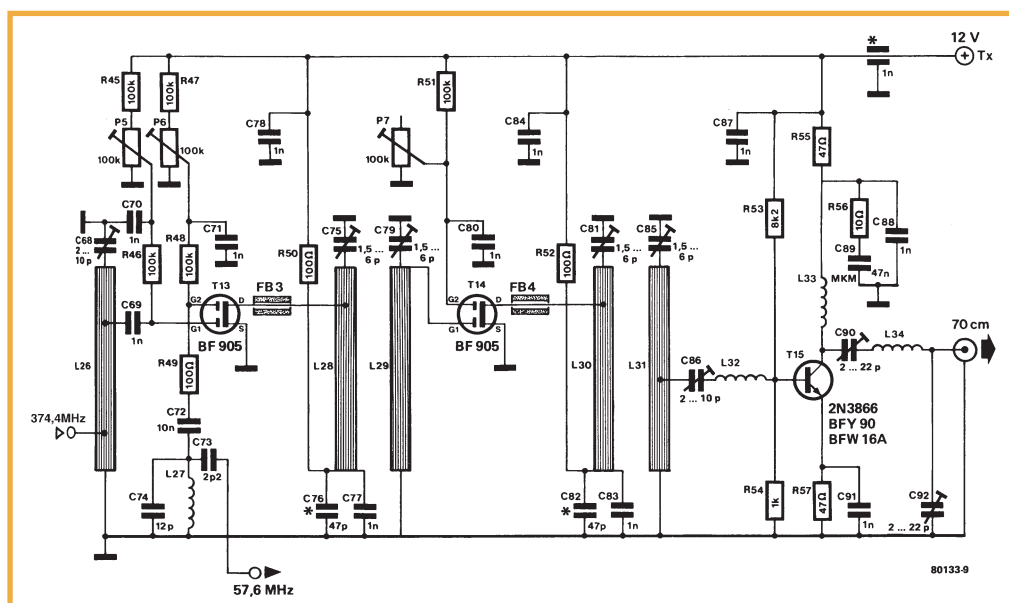 12 V
Tx
*
1n
R45
100k
R47
100k
P5
100k
P6
100k
C78
1n
R51
100k
P7
100k
C84
1n
C87
1n
R55
47Ω
C70
1n
C68
2...
10 p
R46
100k
R48
100k
C71
1n
R50
100Ω
C75
1,5 ...
6 p
C79
1,5 ...
6 p
C80
1n
R52
100Ω
C81
1,5 ...
6 p
C85
1,5 ...
6 p
R53
8k2
R56
10Ω
C88
1n
C89
47n
MKM
L33
T13
FB3
T14
FB4
G2
D
G1
S
BF 905
G2
D
G1
S
BF 905
C69
1n
L26
R49
100Ω
L28
L29
L30
L31
C86
2 ... 10 p
L32
T15
C90
2 ... 22 p
L34
70 cm
2N3866
BFY 90
BFW 16A
374,4MHz
C72
10n
C73
2p2
L27
C74
12p
C76
*
47p
C77
1n
C82
*
47p
C83
1n
R54
1k
R57
47Ω
C91
1n
C92
2 ... 22 p
57,6 MHz
80133-9